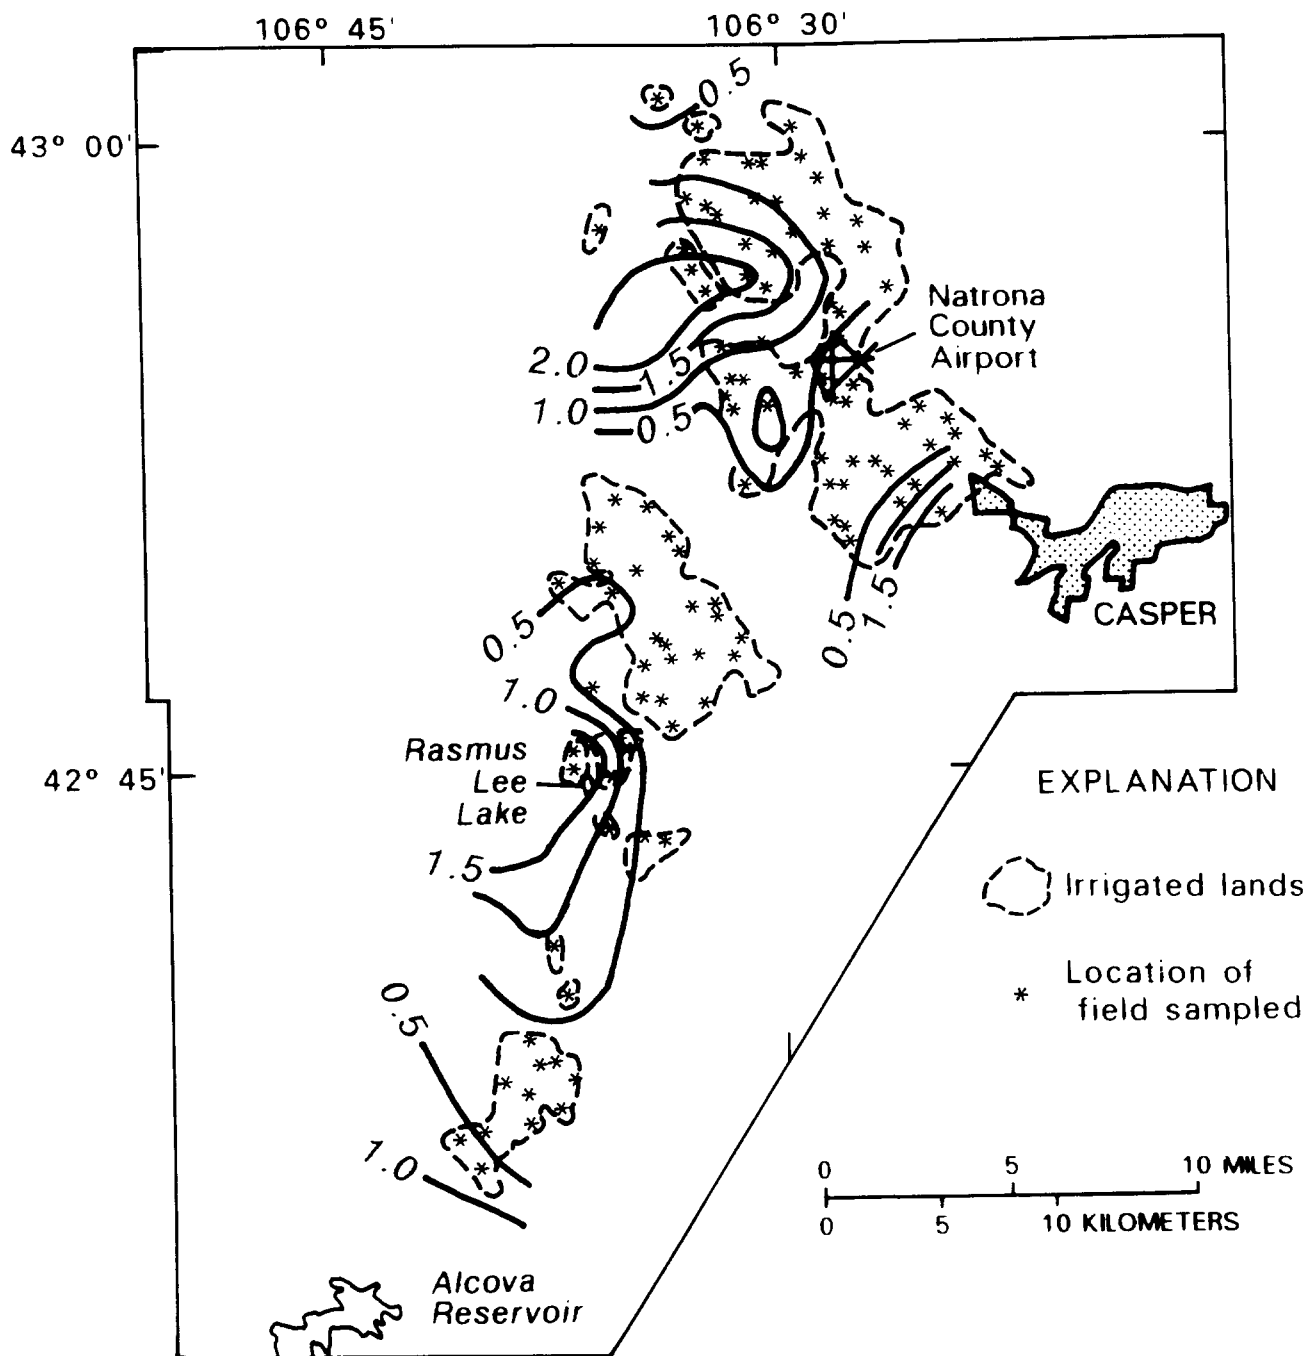 106° 45'
106° 30'
0.5
43° 00'
Natrona
County
Airport
2.0
1.5
1.0
0.5
CASPER
0.5
1.5
0.5
1.0
Rasmus
Lee
Lake
42° 45'
EXPLANATION
1.5
Irrigated lands
Location of
field sampled
0.5
1.0
0 5 10 MILES
0 5 10 KILOMETERS
Alcova
Reservoir